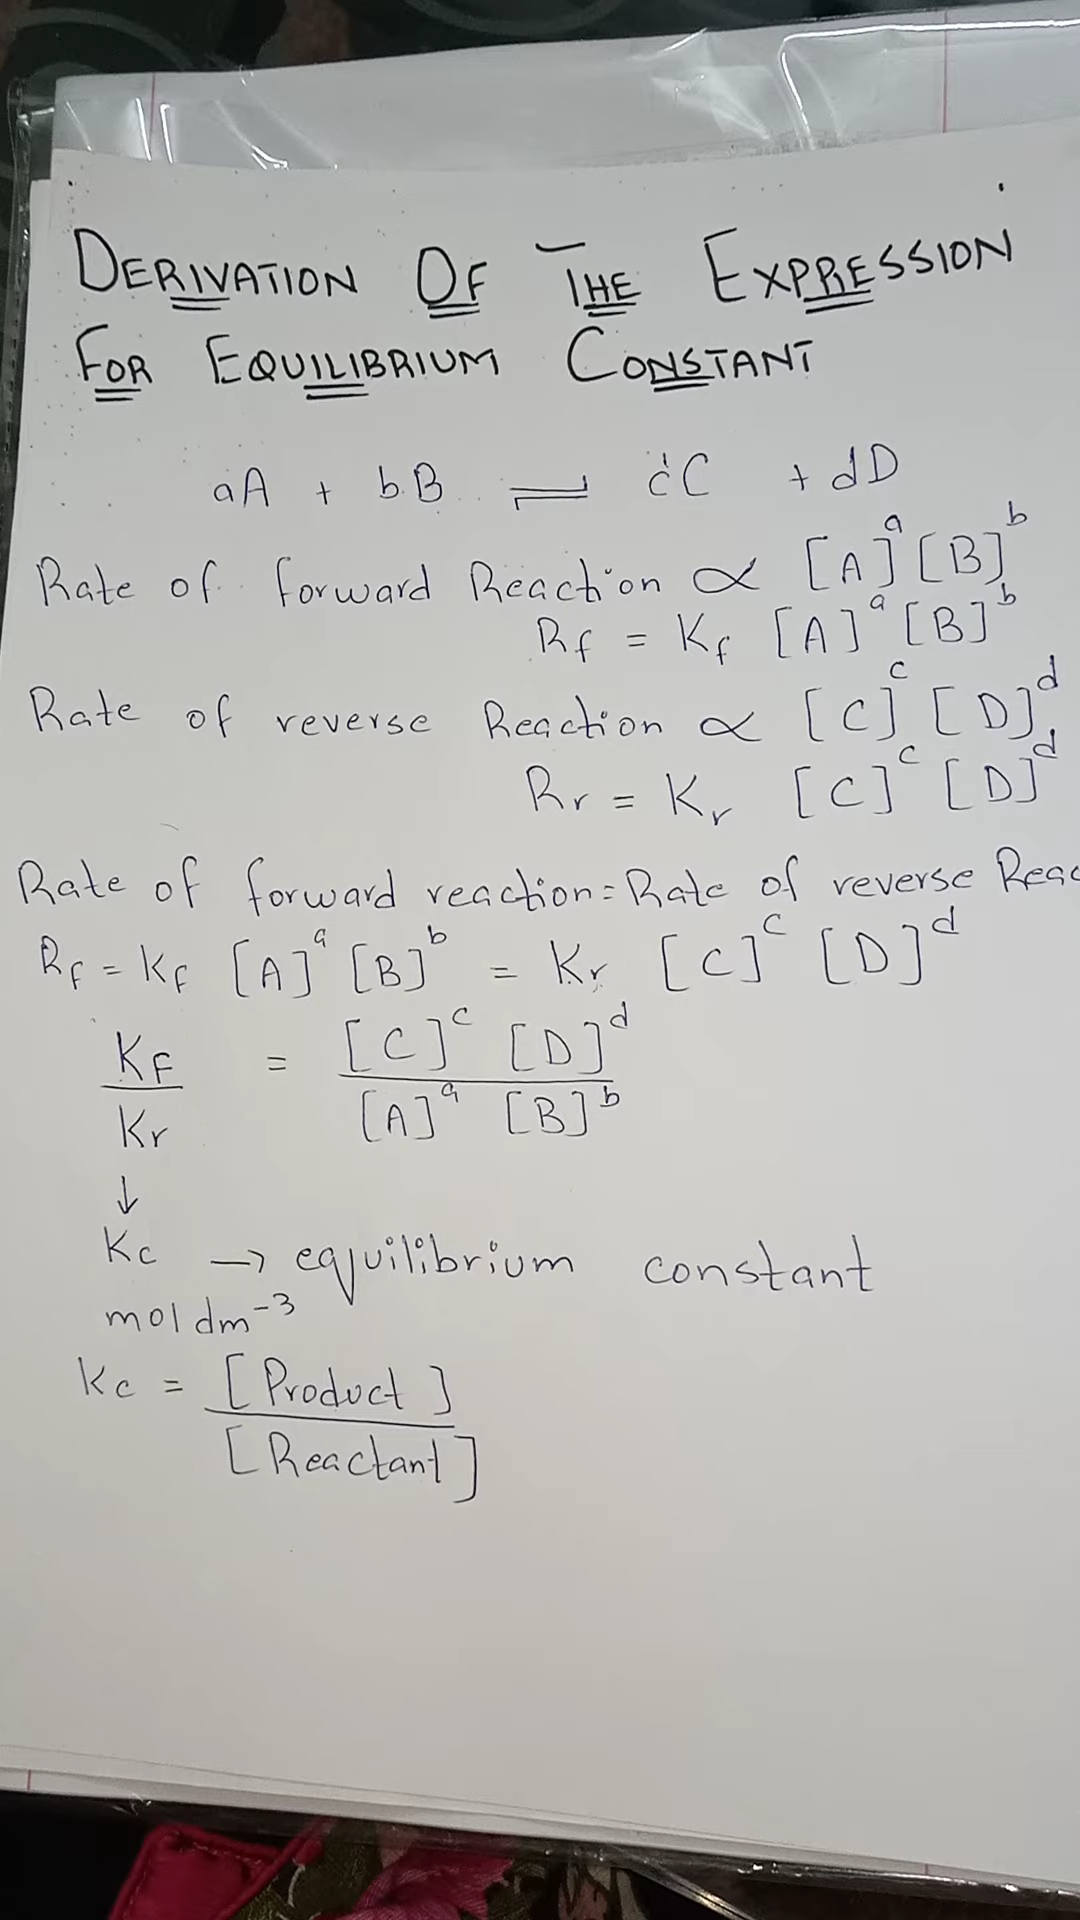 DERIVATION OF THE EXPRESSION
FOR EQUILIBRIUM CONSTANT
aA + bB ⇌ cC + dD
Rate of forward Reaction ∝ [A]^a [B]^b
Rf = Kf [A]^a [B]^b
Rate of reverse Reaction ∝ [C]^c [D]^d
Rr = Kr [C]^c [D]^d
Rate of forward reaction = Rate of reverse Reac
Rf = Kf [A]^a [B]^b = Kr [C]^c [D]^d
KF = [C]^c [D]^d
Kr [A]^a [B]^b
↓
Kc → equilibrium constant
mol dm^-3
Kc = [Product]
[Reactant]